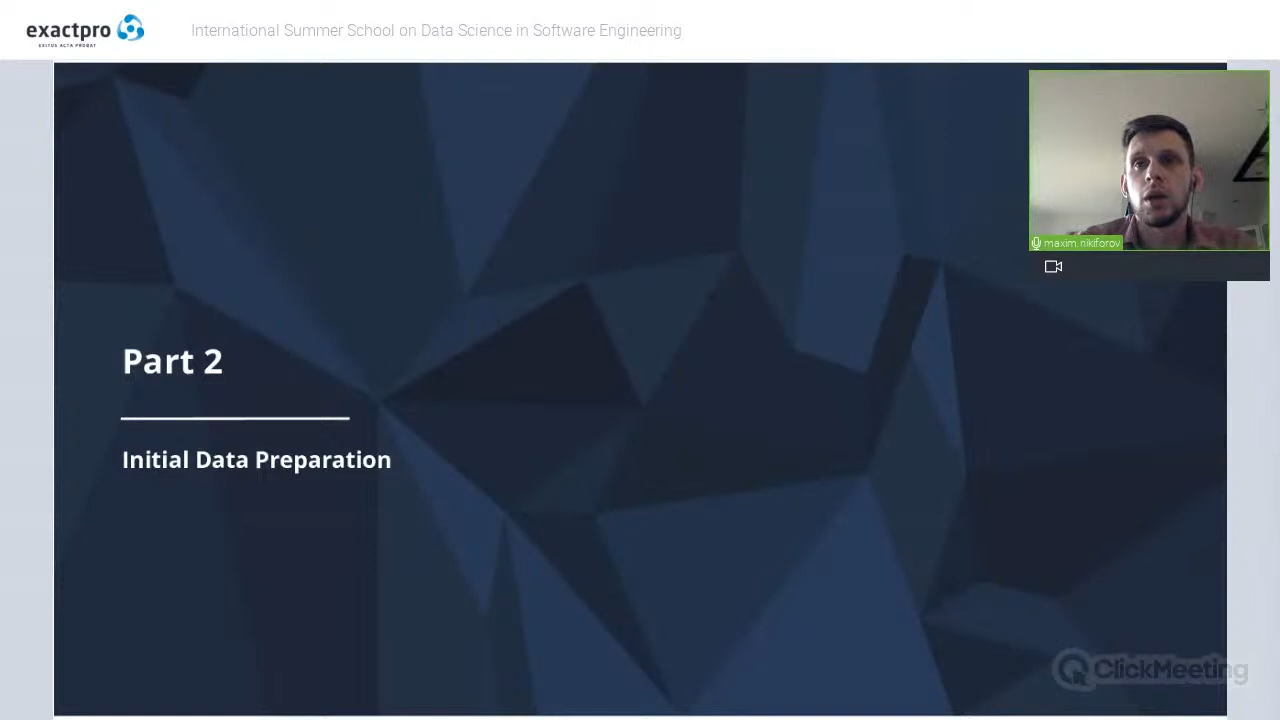 exactpro
EXITUS ACTA PROBAT
International Summer School on Data Science in Software Engineering
maxim.nikiforov
Part 2
Initial Data Preparation
ClickMeeting